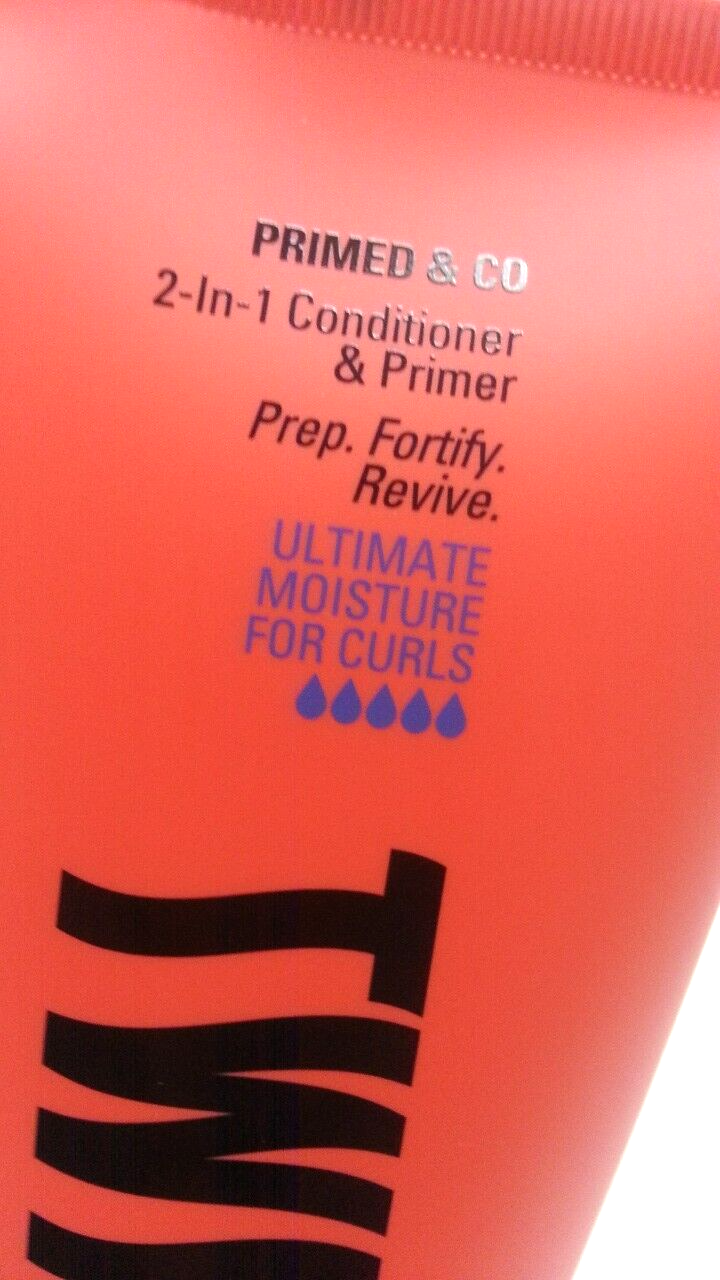 PRIMED & CO
2-In-1 Conditioner
& Primer
Prep. Fortify.
Revive.
ULTIMATE
MOISTURE
FOR CURLS